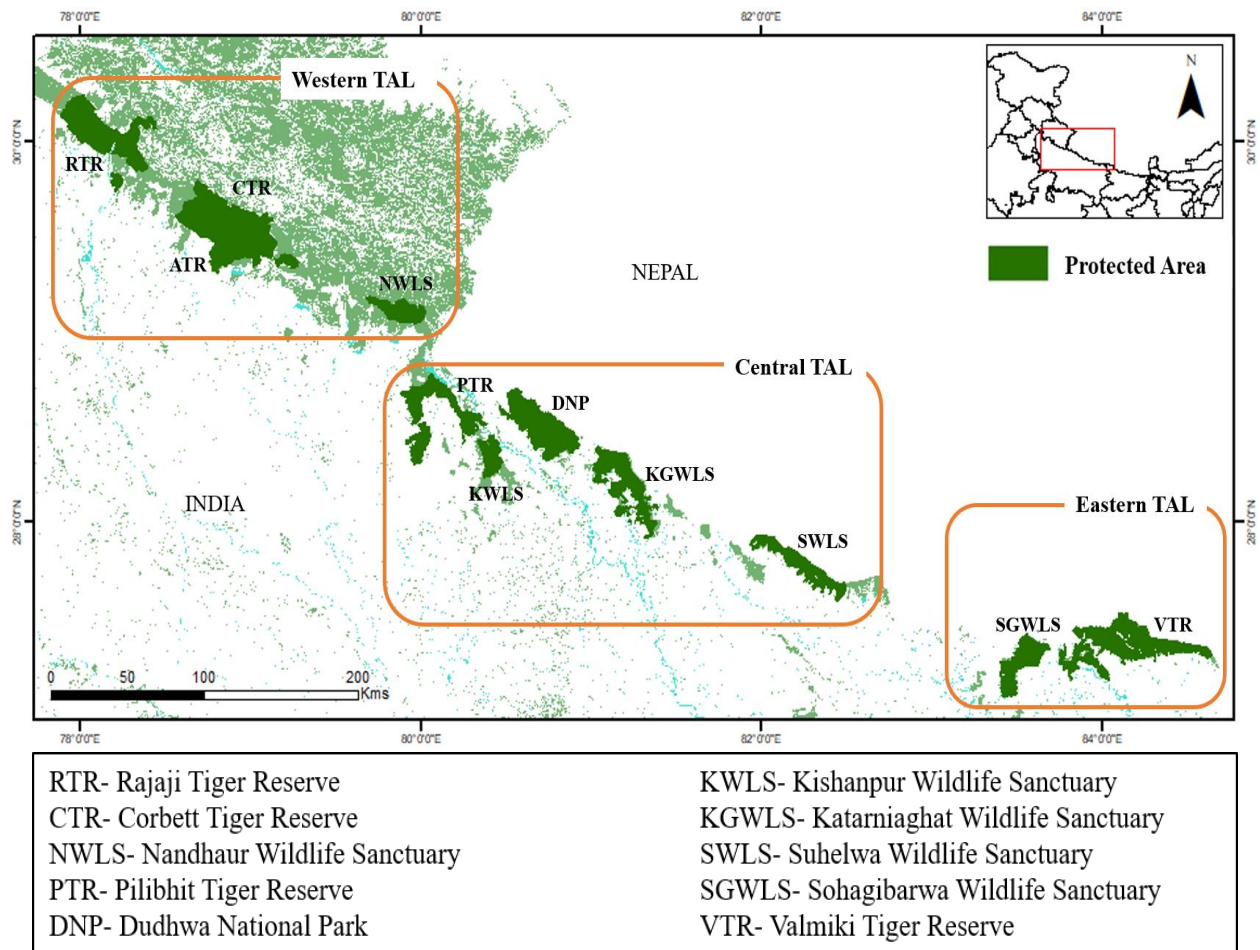 78°0'0"E 80°0'0"E 82°0'0"E 84°0'0"E
Western TAL
N
30°0'0"N
30°0'0"N
RTR
CTR
ATR
NWLS
NEPAL
Protected Area
Central TAL
PTR
DNP
KGWLS
KWLS
INDIA
28°0'0"N
28°0'0"N
Eastern TAL
SWLS
SGWLS
VTR
0 50 100 200
Kms
78°0'0"E 80°0'0"E 82°0'0"E 84°0'0"E
RTR- Rajaji Tiger Reserve
CTR- Corbett Tiger Reserve
NWLS- Nandhaur Wildlife Sanctuary
PTR- Pilibhit Tiger Reserve
DNP- Dudhwa National Park
KWLS- Kishanpur Wildlife Sanctuary
KGWLS- Katarniaghat Wildlife Sanctuary
SWLS- Suhelwa Wildlife Sanctuary
SGWLS- Sohagibarwa Wildlife Sanctuary
VTR- Valmiki Tiger Reserve